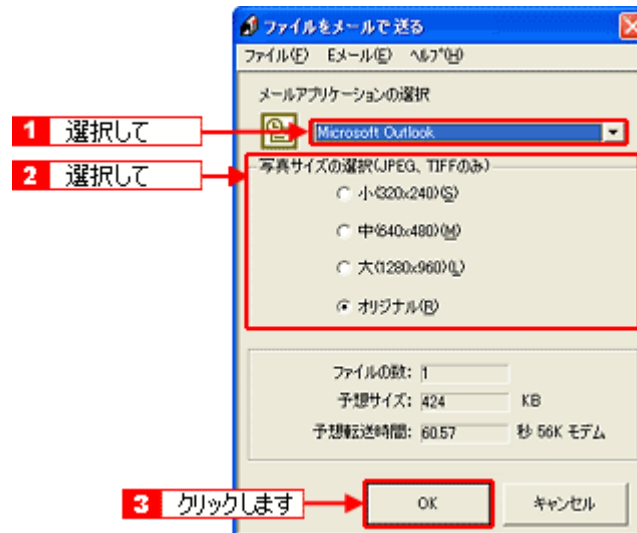 ファイルをメールで送る
ファイル(F) Eメール(E) ヘルプ(H)
メールアプリケーションの選択
1 選択して
Microsoft Outlook
2 選択して
写真サイズの選択(JPEG、TIFFのみ)
小(320x240)(S)
中(640x480)(M)
大(1280x960)(L)
オリジナル(R)
ファイルの数: 1
予想サイズ: 424 KB
予想転送時間: 60.57 秒 56K モデム
3 クリックします
OK キャンセル